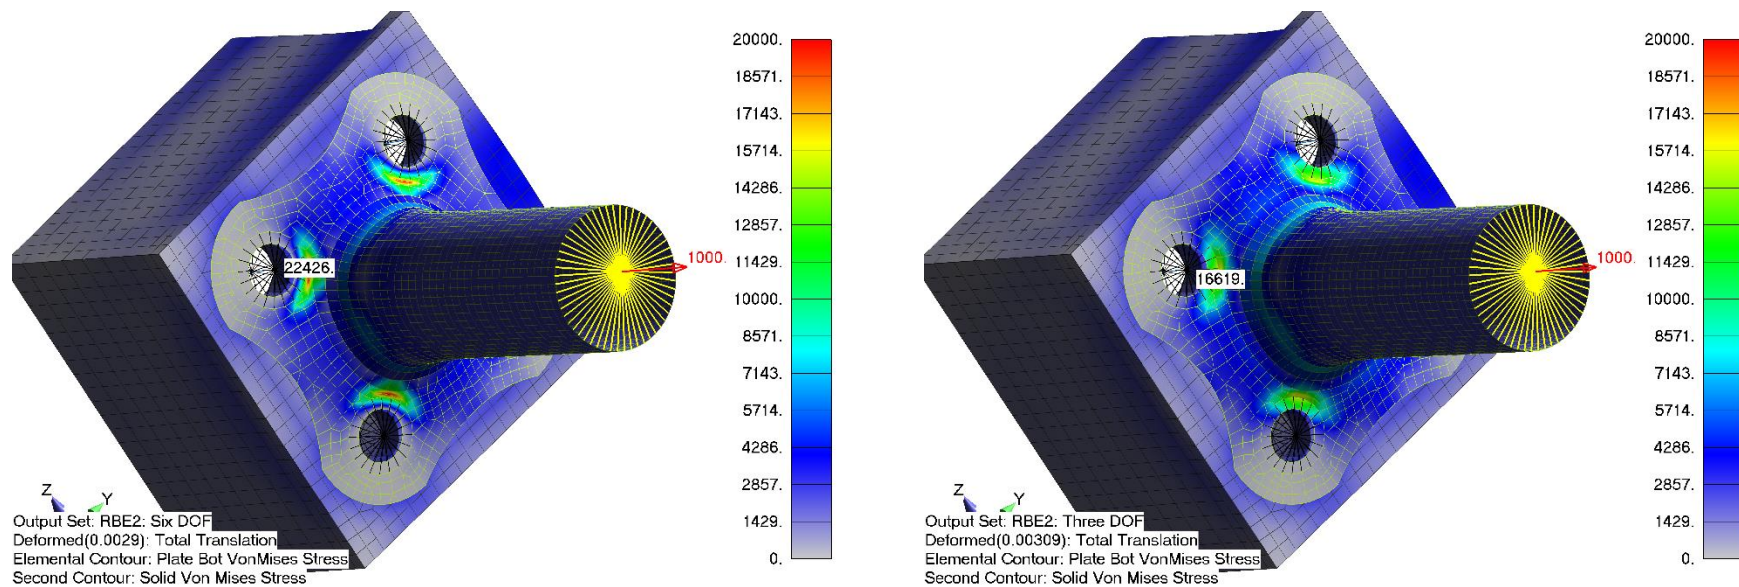 20000.
18571.
17143.
15714.
14286.
12857.
11429.
10000.
8571.
7143.
5714.
4286.
2857.
1429.
0.
22426.
1000.
Z
Y
Output Set: RBE2: Six DOF
Deformed(0.0029): Total Translation
Elemental Contour: Plate Bot VonMises Stress
Second Contour: Solid Von Mises Stress
20000.
18571.
17143.
15714.
14286.
12857.
11429.
10000.
8571.
7143.
5714.
4286.
2857.
1429.
0.
16619.
1000.
Z
Y
Output Set: RBE2: Three DOF
Deformed(0.00309): Total Translation
Elemental Contour: Plate Bot VonMises Stress
Second Contour: Solid Von Mises Stress